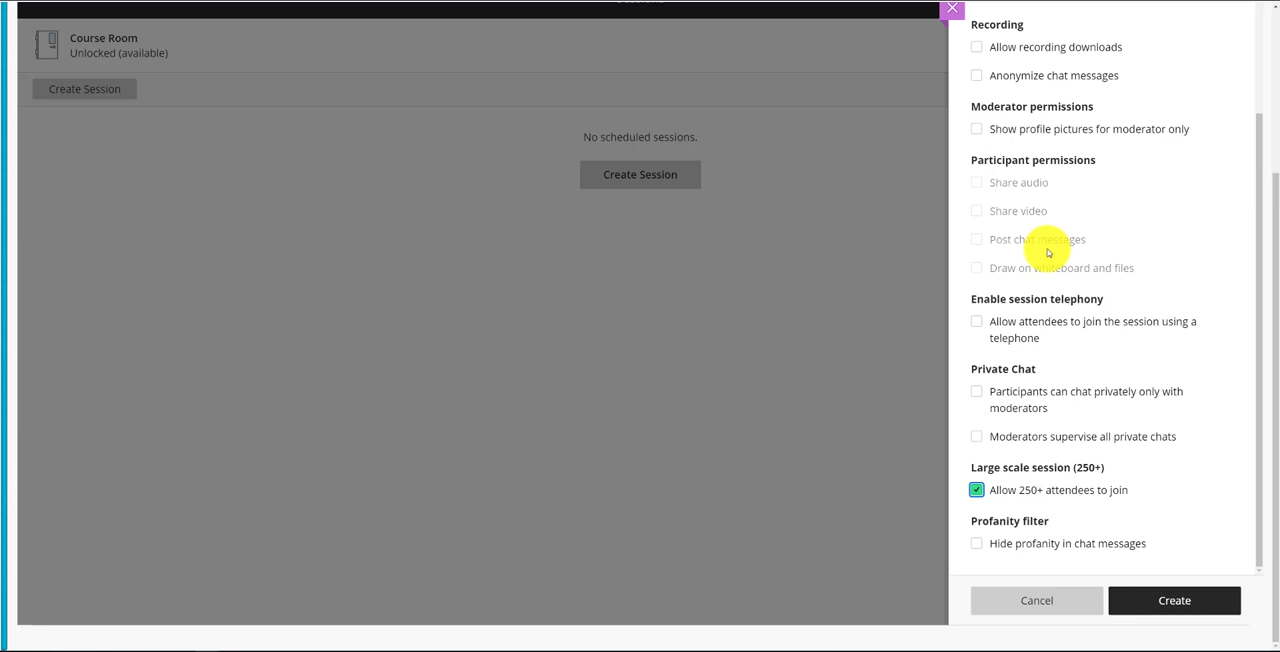 Course Room
Unlocked (available)
Create Session
No scheduled sessions.
Create Session
Recording
Allow recording downloads
Anonymize chat messages
Moderator permissions
Show profile pictures for moderator only
Participant permissions
Share audio
Share video
Post chat messages
Draw on whiteboard and files
Enable session telephony
Allow attendees to join the session using a
telephone
Private Chat
Participants can chat privately only with
moderators
Moderators supervise all private chats
Large scale session (250+)
Allow 250+ attendees to join
Profanity filter
Hide profanity in chat messages
Cancel
Create